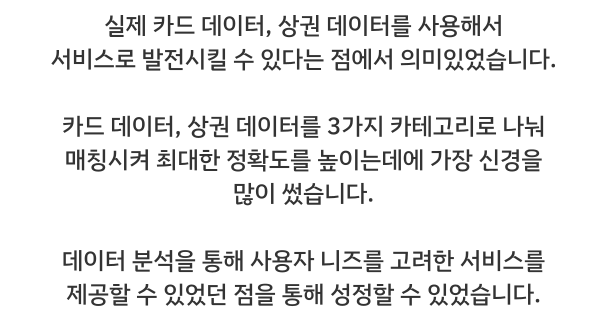 실제 카드 데이터, 상권 데이터를 사용해서
서비스로 발전시킬 수 있다는 점에서 의미있었습니다.
카드 데이터, 상권 데이터를 3가지 카테고리로 나눠
매칭시켜 최대한 정확도를 높이는데에 가장 신경을
많이 썼습니다.
데이터 분석을 통해 사용자 니즈를 고려한 서비스를
제공할 수 있었던 점을 통해 성정할 수 있었습니다.